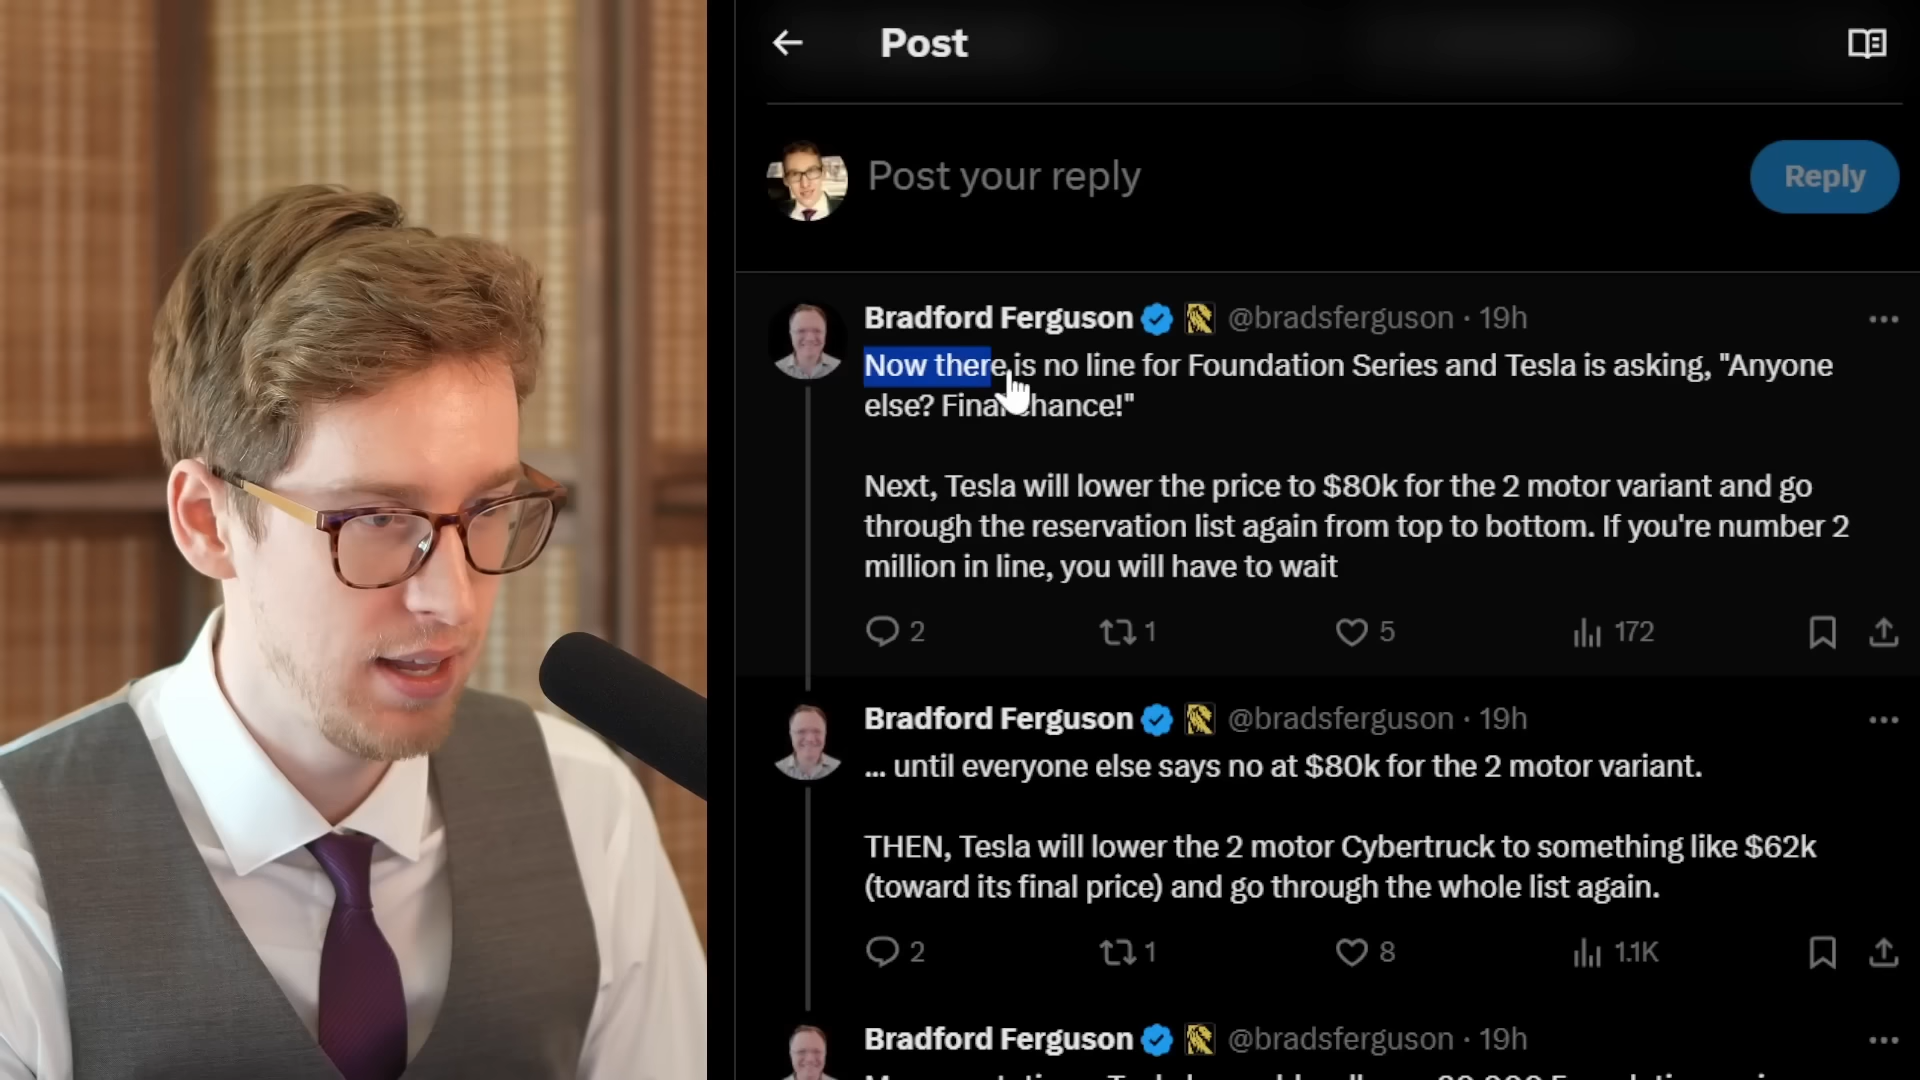 Post
Post your reply
Reply
Bradford Ferguson @bradsferguson · 19h
Now there is no line for Foundation Series and Tesla is asking, "Anyone
else? Final chance!"
Next, Tesla will lower the price to $80k for the 2 motor variant and go
through the reservation list again from top to bottom. If you're number 2
million in line, you will have to wait
2 1 5 172
Bradford Ferguson @bradsferguson · 19h
... until everyone else says no at $80k for the 2 motor variant.
THEN, Tesla will lower the 2 motor Cybertruck to something like $62k
(toward its final price) and go through the whole list again.
2 1 8 1.1K
Bradford Ferguson @bradsferguson · 19h